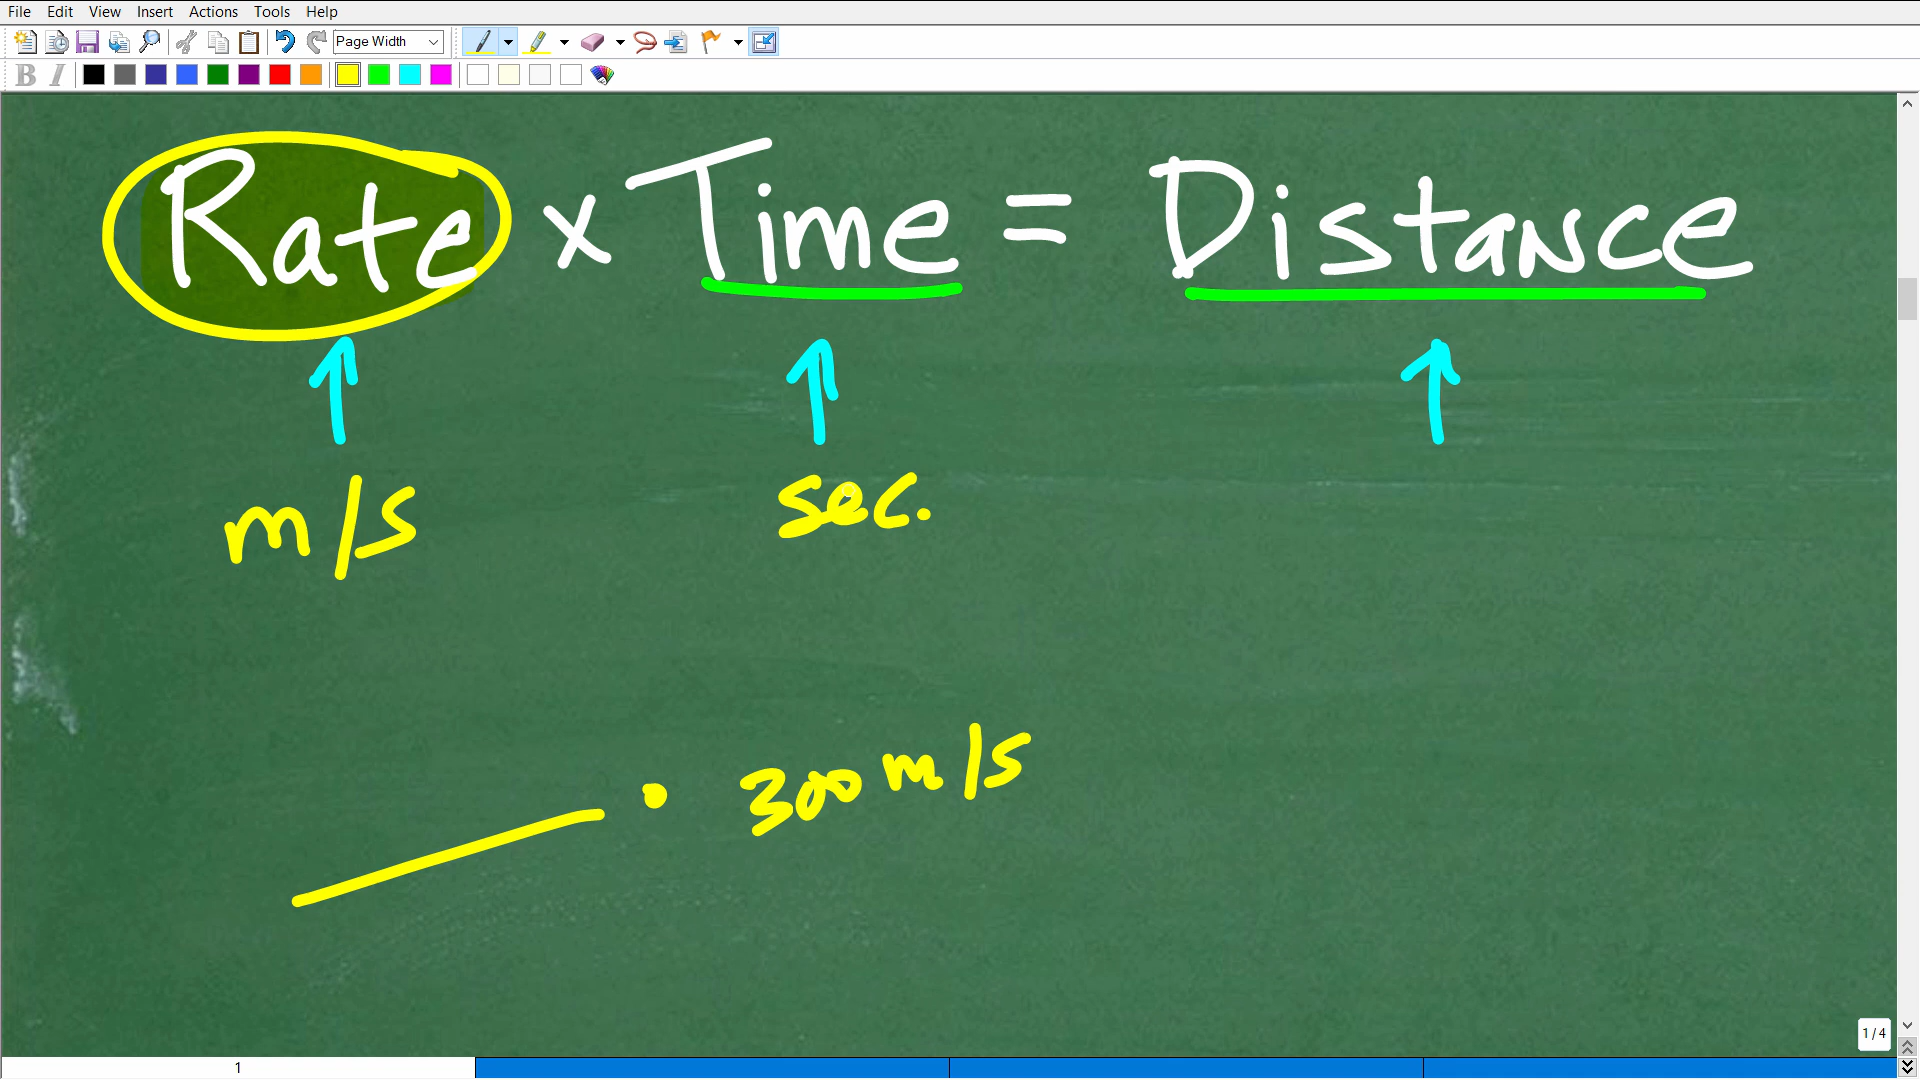 File Edit View Insert Actions Tools Help
Page Width
B I
Rate x Time = Distance
m/s sec.
300 m/s
1 / 4
1